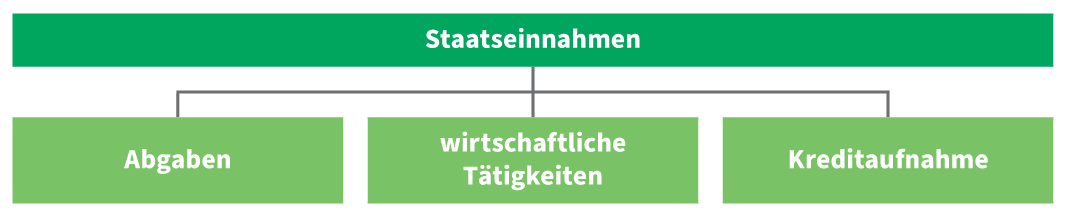 Staatseinnahmen
Abgaben
wirtschaftliche
Tätigkeiten
Kreditaufnahme